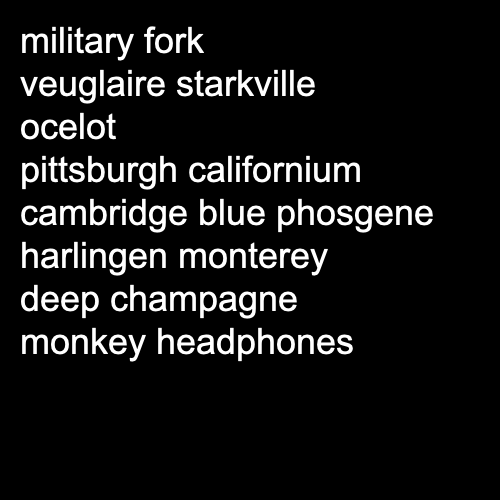 military fork
veuglaire starkville
ocelot
pittsburgh californium
cambridge blue phosgene
harlingen monterey
deep champagne
monkey headphones